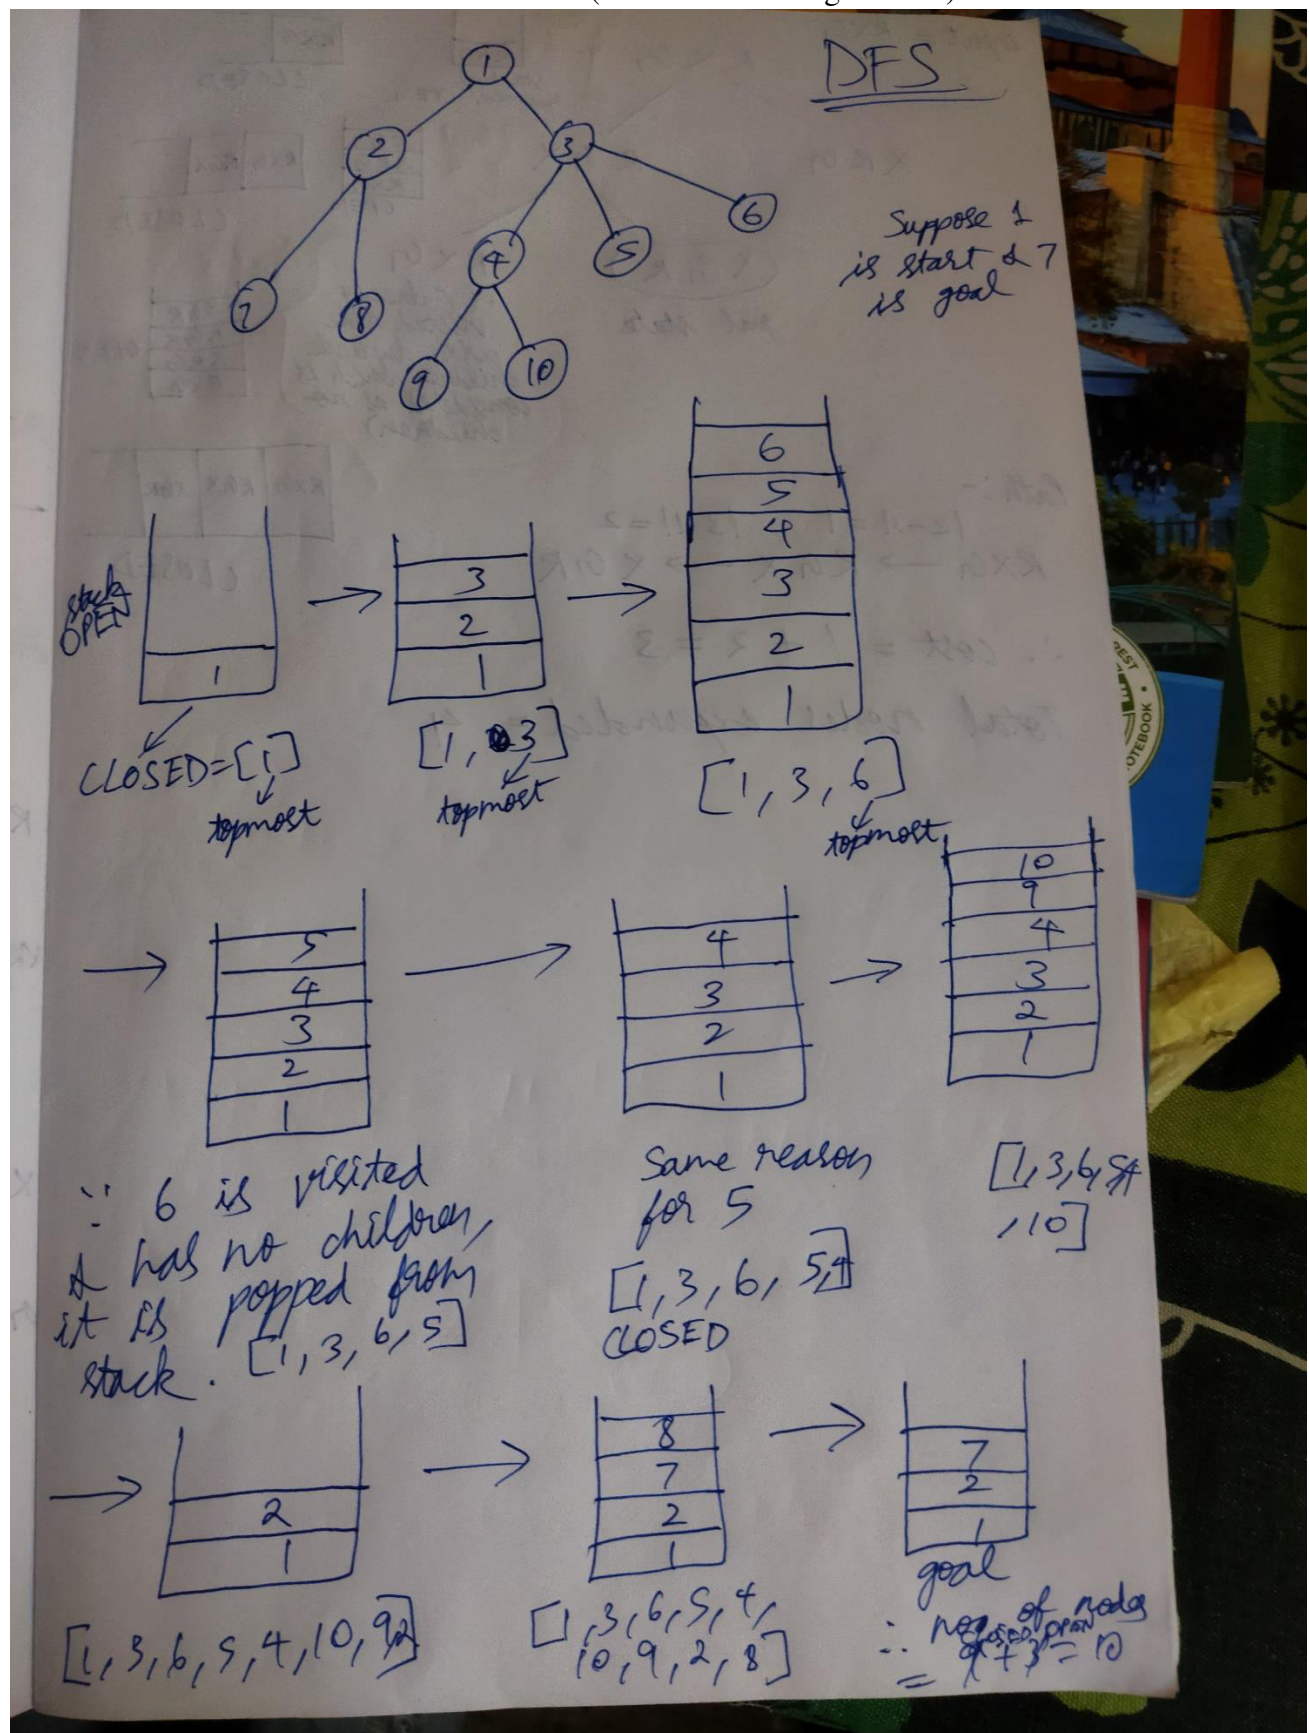 DFS
1
2
3
6
Suppose 1
is start & 7
is goal
4
5
7
8
9
10
6
5
4
3
2
1
3
2
1
stack
OPEN
1
CLOSED=[1]
topmost
[1, 3]
topmost
[1, 3, 6]
topmost
10
9
4
3
2
1
5
4
3
2
1
4
3
2
1
∵ 6 is visited
& has no children,
it is popped from
stack. [1, 3, 6, 5]
Same reason
for 5
[1, 3, 6, 5, 4]
CLOSED
[1, 3, 6, 5, 4
, 10]
2
1
8
7
2
1
7
2
1
goal
[1, 3, 6, 5, 4, 10, 9, 2]
[1, 3, 6, 5, 4,
10, 9, 2, 8]
∴ of nodes
CLOSED OPEN
= + 3 = 10
EST
NOTEBOOK